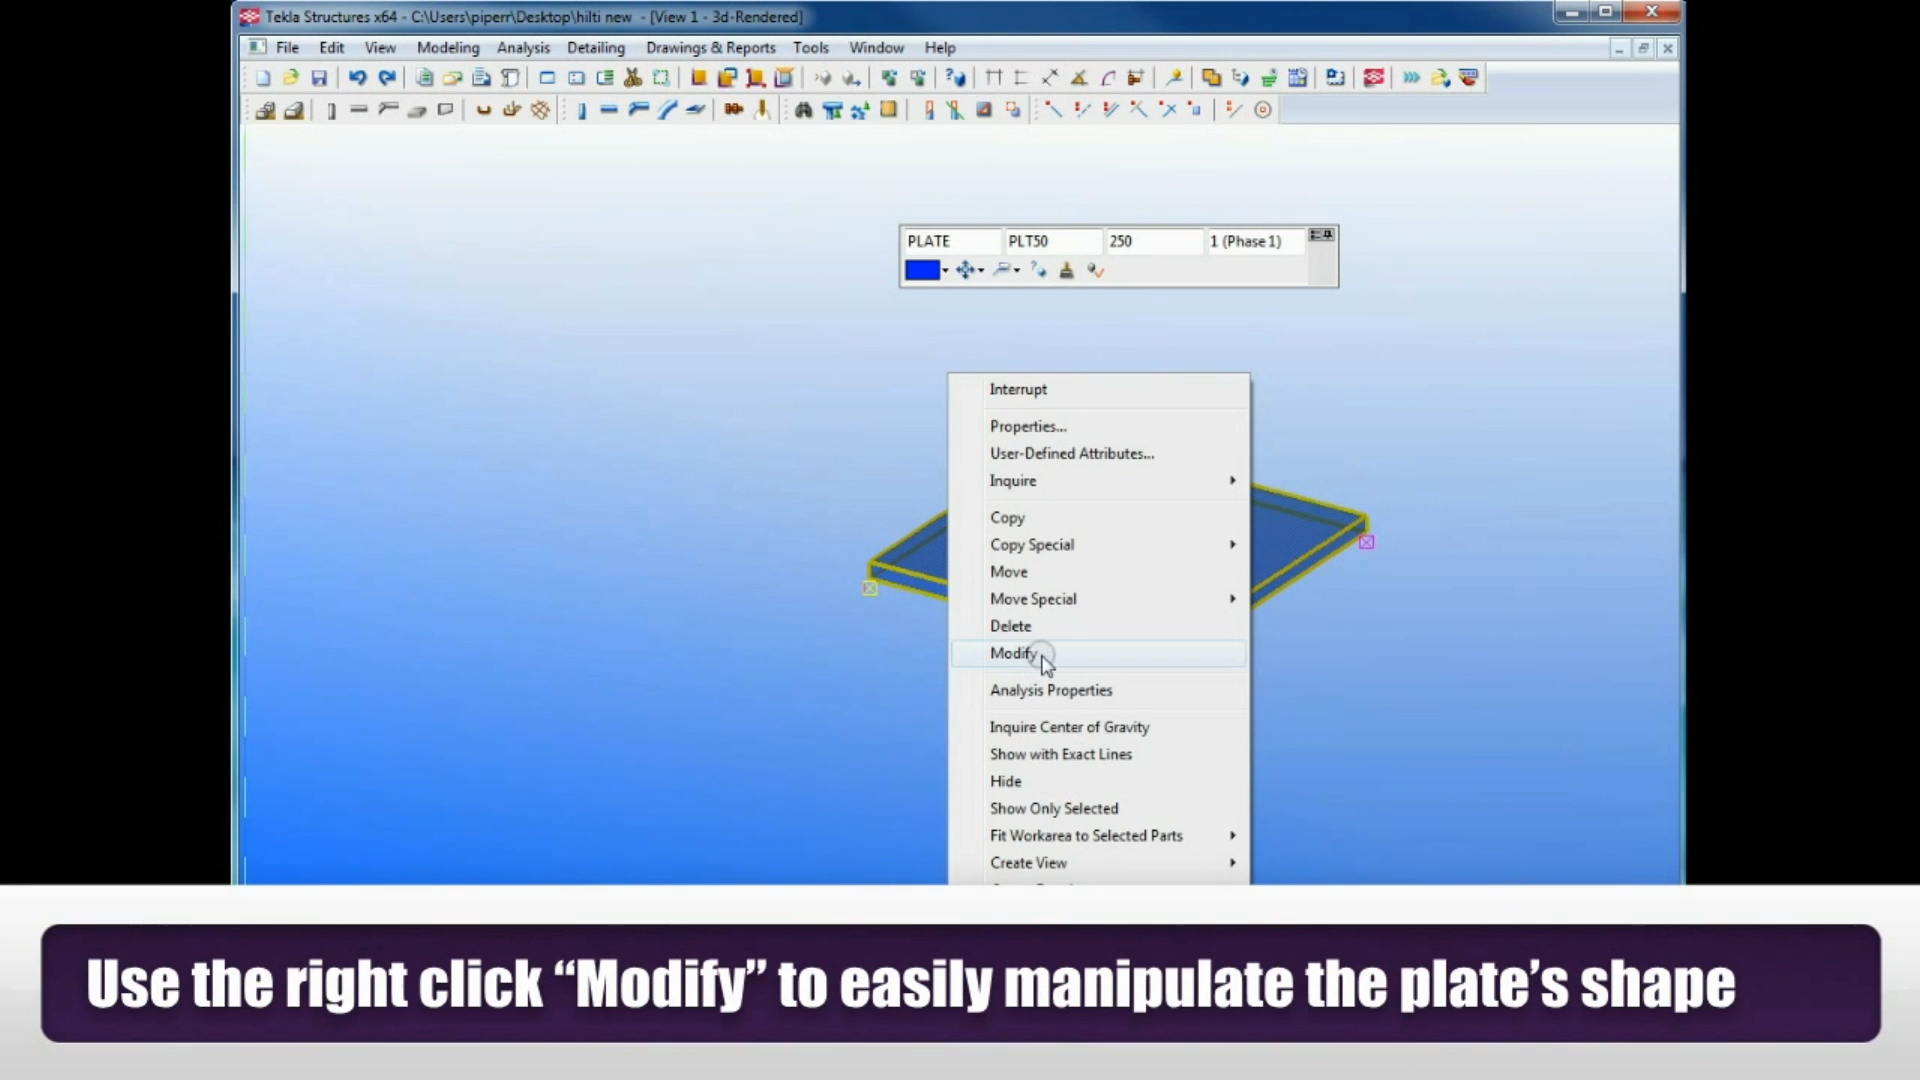 Tekla Structures x64 - C:\Users\piperr\Desktop\hilti new - [View 1 - 3d-Rendered]
File Edit View Modeling Analysis Detailing Drawings & Reports Tools Window Help
PLATE PLT50 250 1 (Phase 1)
Interrupt
Properties...
User-Defined Attributes...
Inquire
Copy
Copy Special
Move
Move Special
Delete
Modify
Analysis Properties
Inquire Center of Gravity
Show with Exact Lines
Hide
Show Only Selected
Fit Workarea to Selected Parts
Create View
Use the right click “Modify” to easily manipulate the plate’s shape